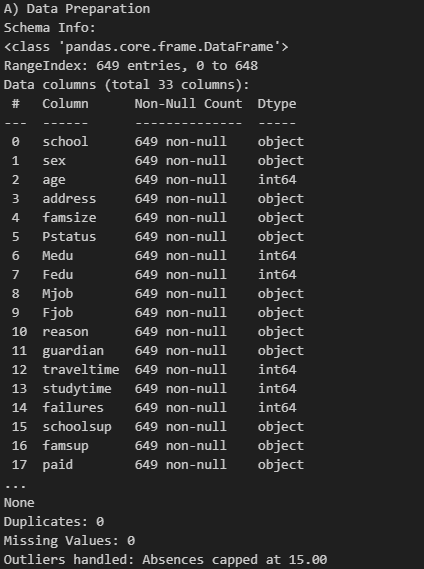 A) Data Preparation
Schema Info:
<class 'pandas.core.frame.DataFrame'>
RangeIndex: 649 entries, 0 to 648
Data columns (total 33 columns):
 #   Column      Non-Null Count  Dtype
---  ------      --------------  -----
 0   school      649 non-null    object
 1   sex         649 non-null    object
 2   age         649 non-null    int64
 3   address     649 non-null    object
 4   famsize     649 non-null    object
 5   Pstatus     649 non-null    object
 6   Medu        649 non-null    int64
 7   Fedu        649 non-null    int64
 8   Mjob        649 non-null    object
 9   Fjob        649 non-null    object
 10  reason      649 non-null    object
 11  guardian    649 non-null    object
 12  traveltime  649 non-null    int64
 13  studytime   649 non-null    int64
 14  failures    649 non-null    int64
 15  schoolsup   649 non-null    object
 16  famsup      649 non-null    object
 17  paid        649 non-null    object
...
None
Duplicates: 0
Missing Values: 0
Outliers handled: Absences capped at 15.00